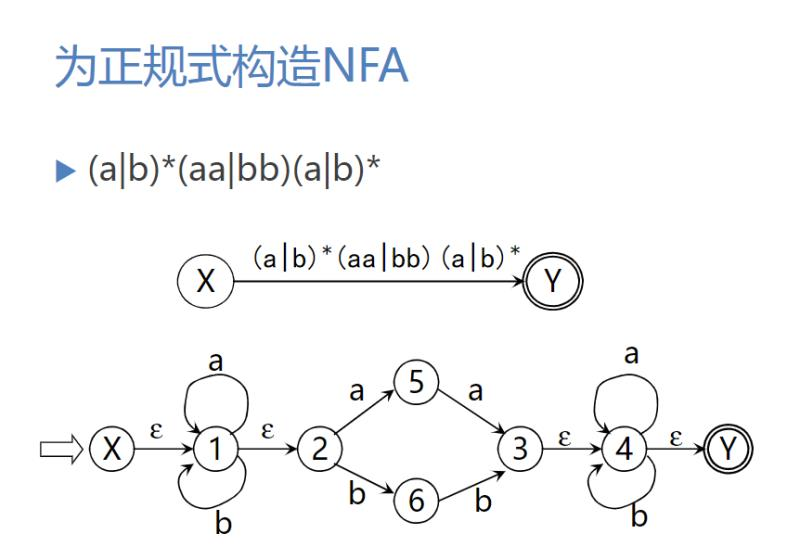 为正规式构造NFA
(a|b)*(aa|bb)(a|b)*
(a|b)*(aa|bb)(a|b)*
X Y
a a
5
a a
X ε 1 ε 2 3 ε 4 ε Y
b 6 b
b b